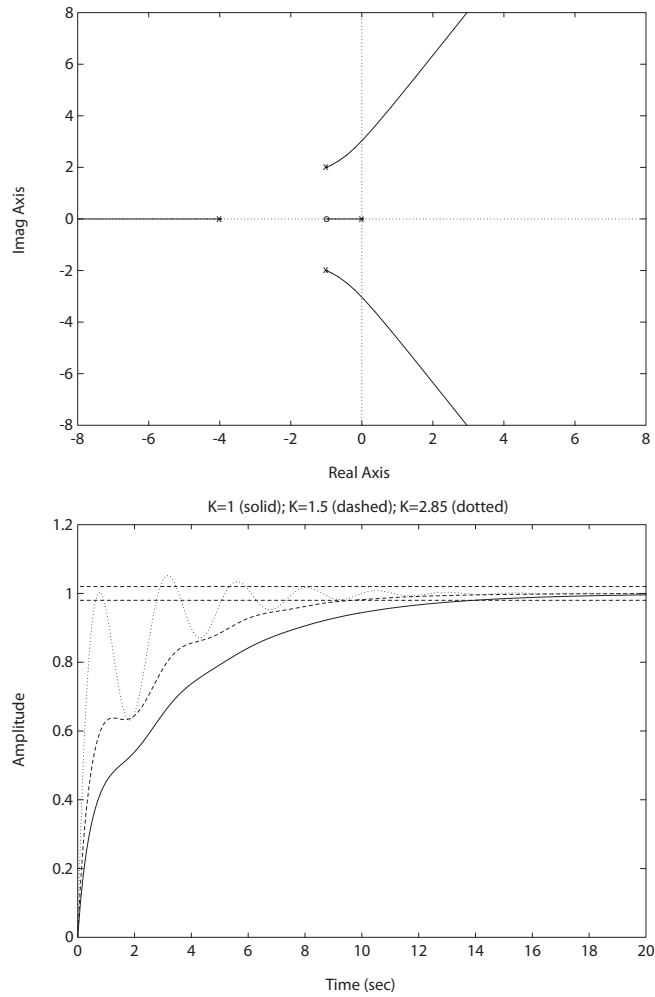 8
6
4
2
0
-2
-4
-6
-8
Imag Axis
-8 -6 -4 -2 0 2 4 6 8
Real Axis
K=1 (solid); K=1.5 (dashed); K=2.85 (dotted)
1.2
1
0.8
0.6
0.4
0.2
0
Amplitude
0 2 4 6 8 10 12 14 16 18 20
Time (sec)